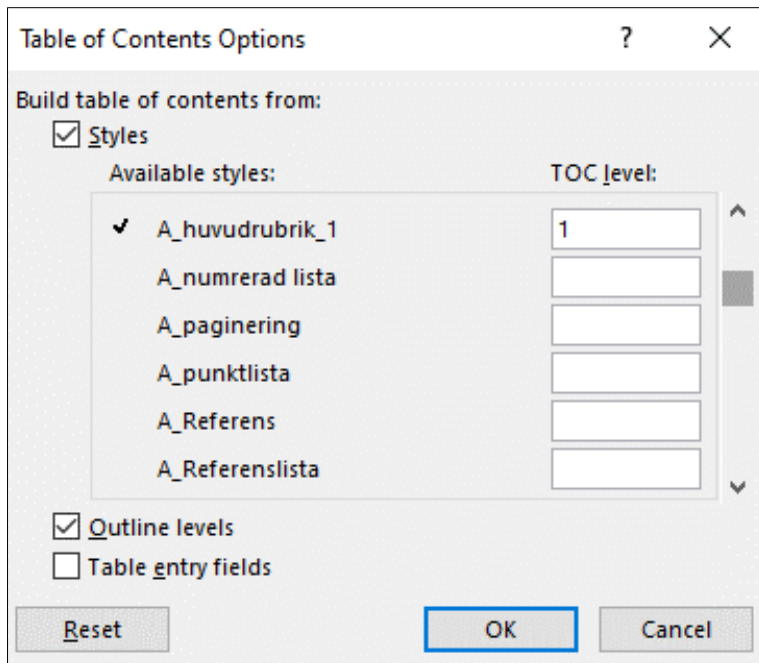 Table of Contents Options ?
Build table of contents from:
Styles
Available styles: TOC level:
A_huvudrubrik_1 1
A_numrerad lista
A_paginering
A_punktlista
A_Referens
A_Referenslista
Outline levels
Table entry fields
Reset OK Cancel